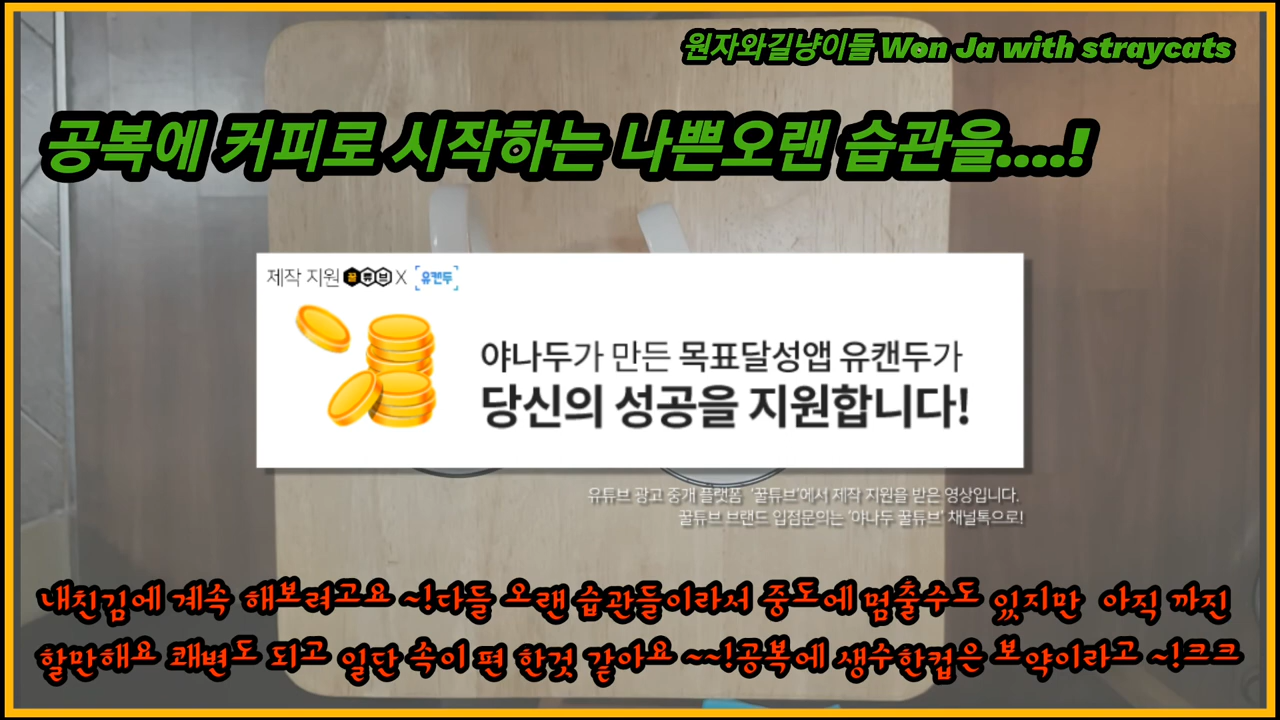 원자와길냥이들 Won Ja with straycats
공복에 커피로 시작하는 나쁜오랜 습관을....!
제작 지원 꿀튜브 X 유캔두
야나두가 만든 목표달성앱 유캔두가
당신의 성공을 지원합니다!
유튜브 광고 중개 플랫폼 '꿀튜브'에서 제작 지원을 받은 영상입니다.
꿀튜브 브랜드 입점문의는 '야나두 꿀튜브' 채널톡으로!
내친김에 계속 해보려고요 ~!다들 오랜 습관들이라서 중도에 멈출수도 있지만 아직 까진
할만해요 쾌변도 되고 일단 속이 편 한것 같아요 ~~!공복에 생수한컵은 보약이라고 ~!크크